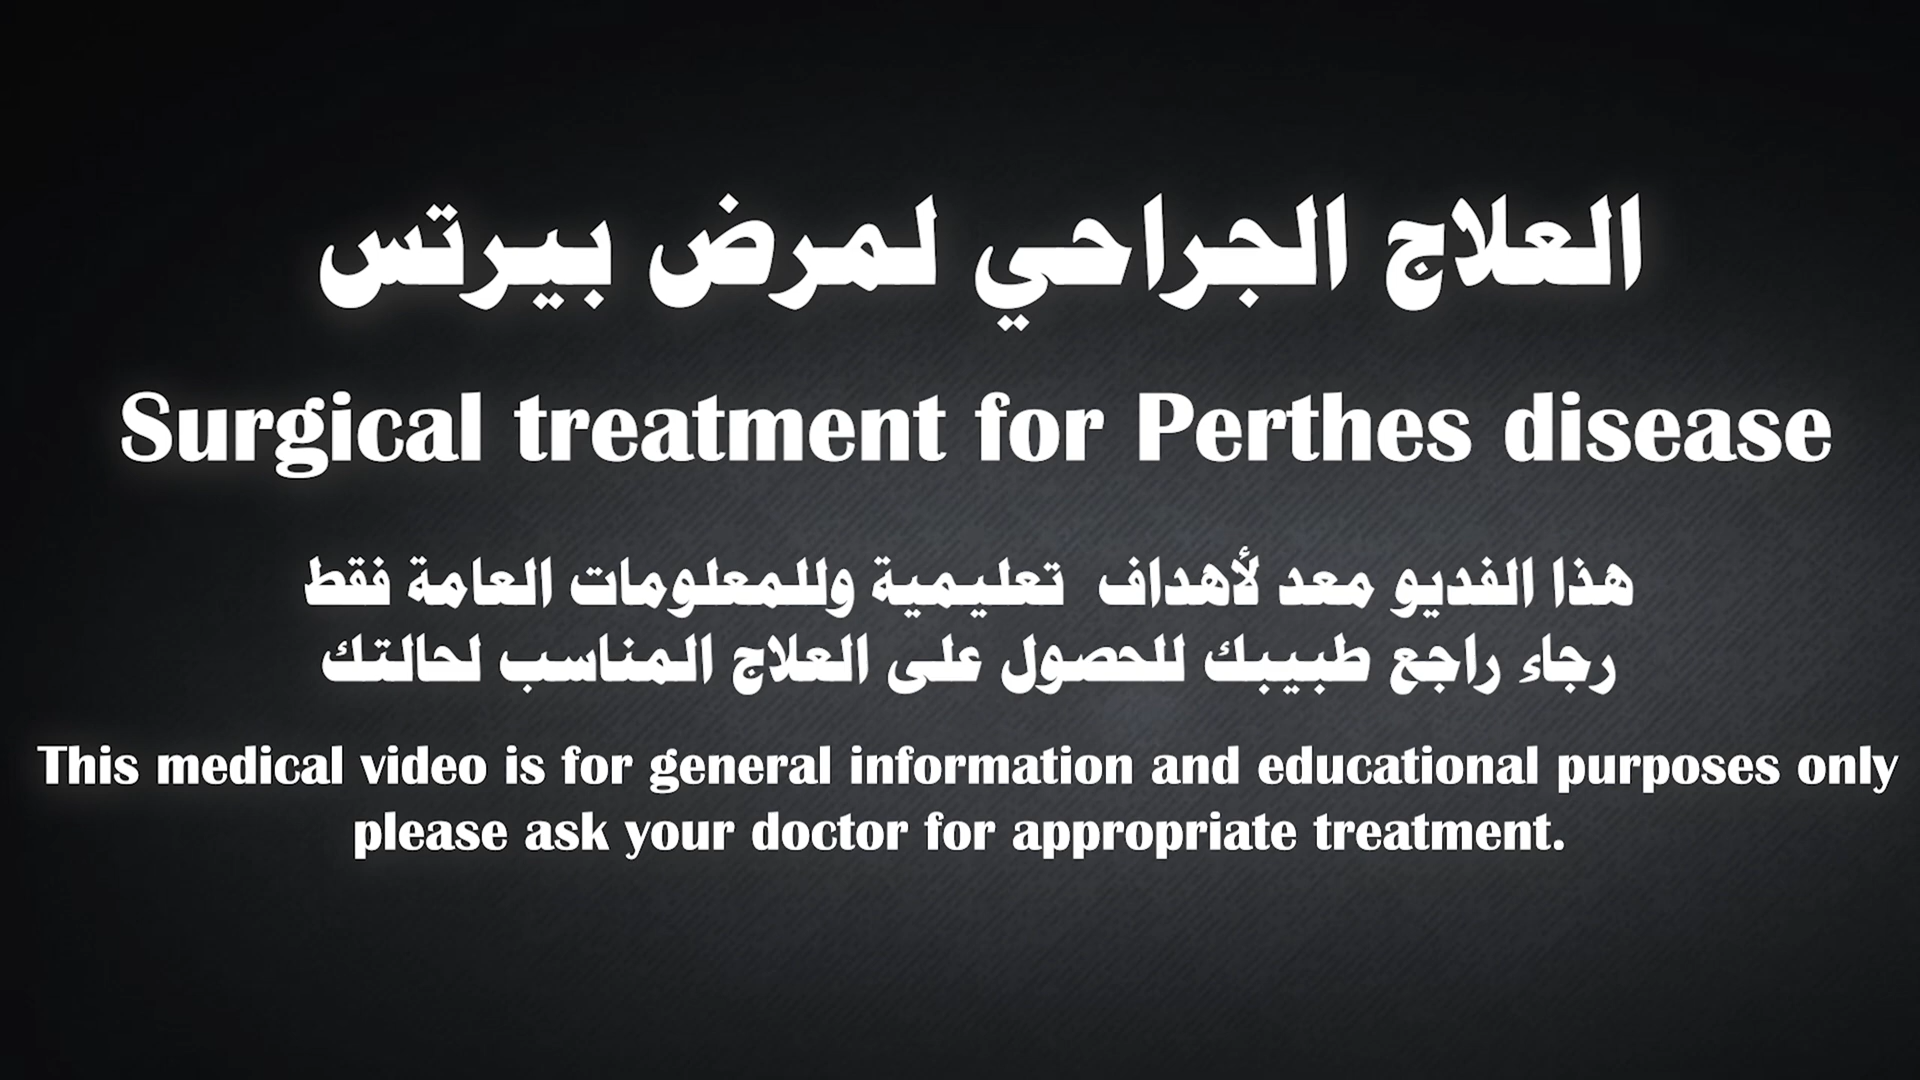 العلاج الجراحي لمرض بيرتس
Surgical treatment for Perthes disease
هذا الفديو معد لأهداف تعليمية وللمعلومات العامة فقط
رجاء راجع طبيبك للحصول على العلاج المناسب لحالتك
This medical video is for general information and educational purposes only
please ask your doctor for appropriate treatment.